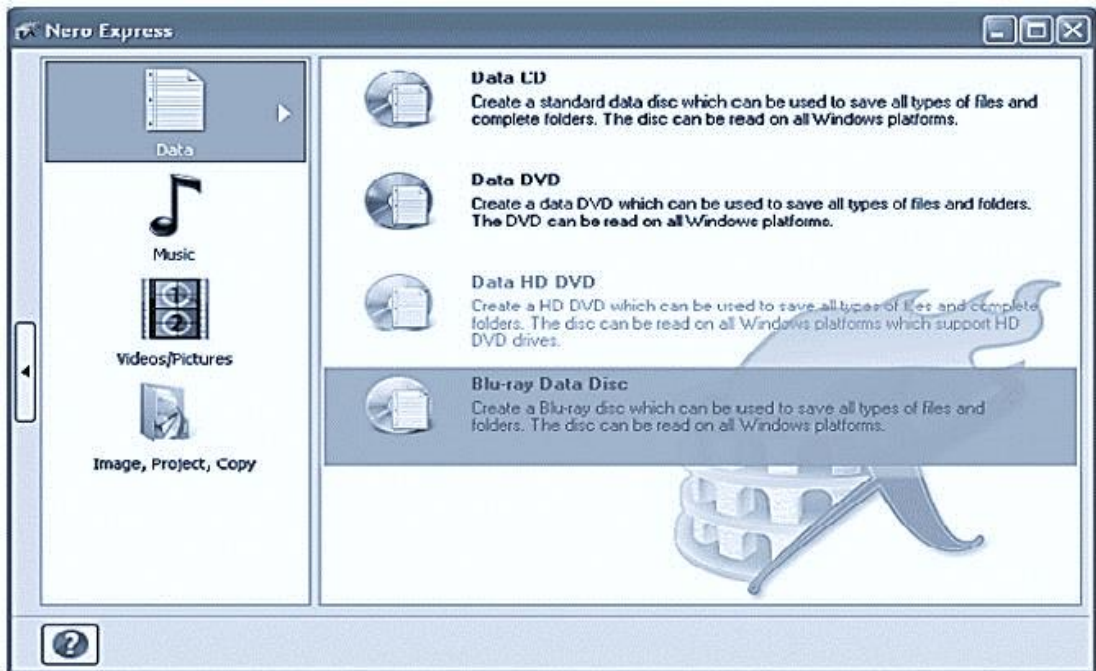 Nero Express
Data
Music
1
2
Videos/Pictures
Image, Project, Copy
Data CD
Create a standard data disc which can be used to save all types of files and
complete folders. The disc can be read on all Windows platforms.
Data DVD
Create a data DVD which can be used to save all types of files and folders.
The DVD can be read on all Windows platforms.
Data HD DVD
Create a HD DVD which can be used to save all types of files and complete
folders. The disc can be read on all Windows platforms which support HD
DVD drives.
Blu-ray Data Disc
Create a Blu-ray disc which can be used to save all types of files and
folders. The disc can be read on all Windows platforms.
?